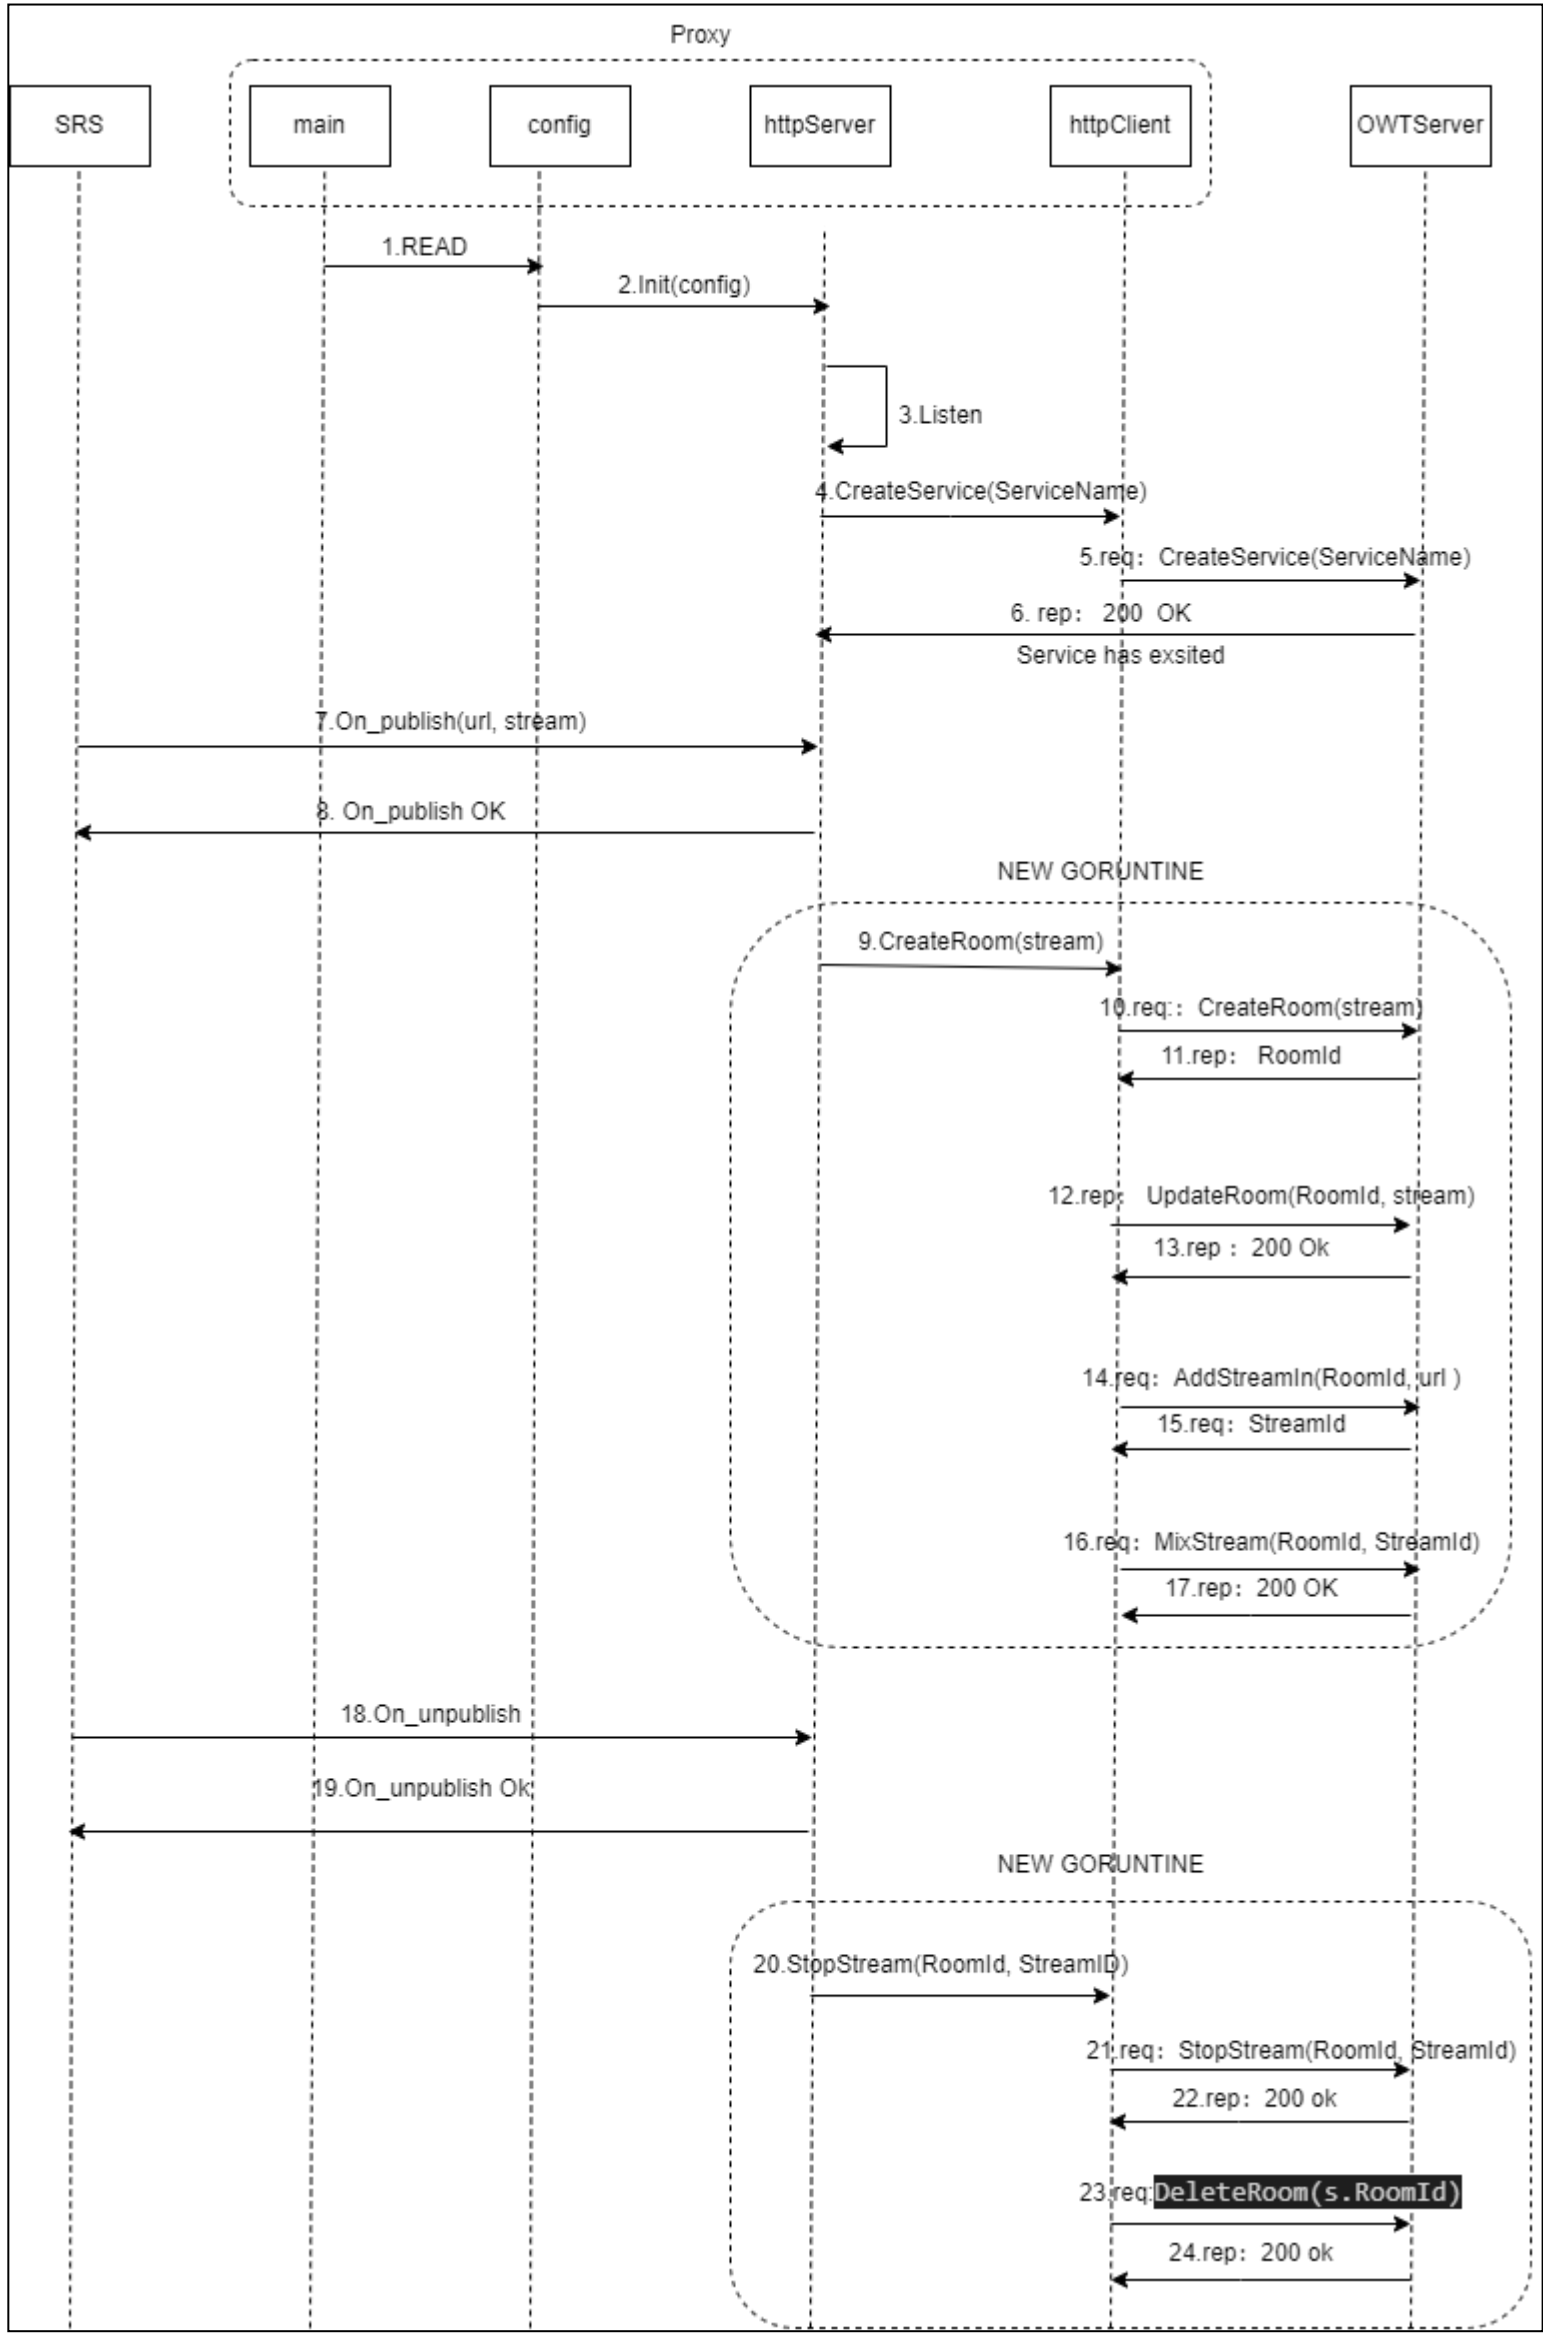 Proxy
SRS
main
config
httpServer
httpClient
OWTServer
1.READ
2.Init(config)
3.Listen
4.CreateService(ServiceName)
5.req：CreateService(ServiceName)
6. rep： 200 OK
Service has exsited
7.On_publish(url, stream)
8. On_publish OK
NEW GORUNTINE
9.CreateRoom(stream)
10.req:：CreateRoom(stream)
11.rep： RoomId
12.rep： UpdateRoom(RoomId, stream)
13.rep ：200 Ok
14.req：AddStreamIn(RoomId, url )
15.req：StreamId
16.req：MixStream(RoomId, StreamId)
17.rep：200 OK
18.On_unpublish
19.On_unpublish Ok
NEW GORUNTINE
20.StopStream(RoomId, StreamID)
21.req：StopStream(RoomId, StreamId)
22.rep：200 ok
23.req:DeleteRoom(s.RoomId)
24.rep：200 ok